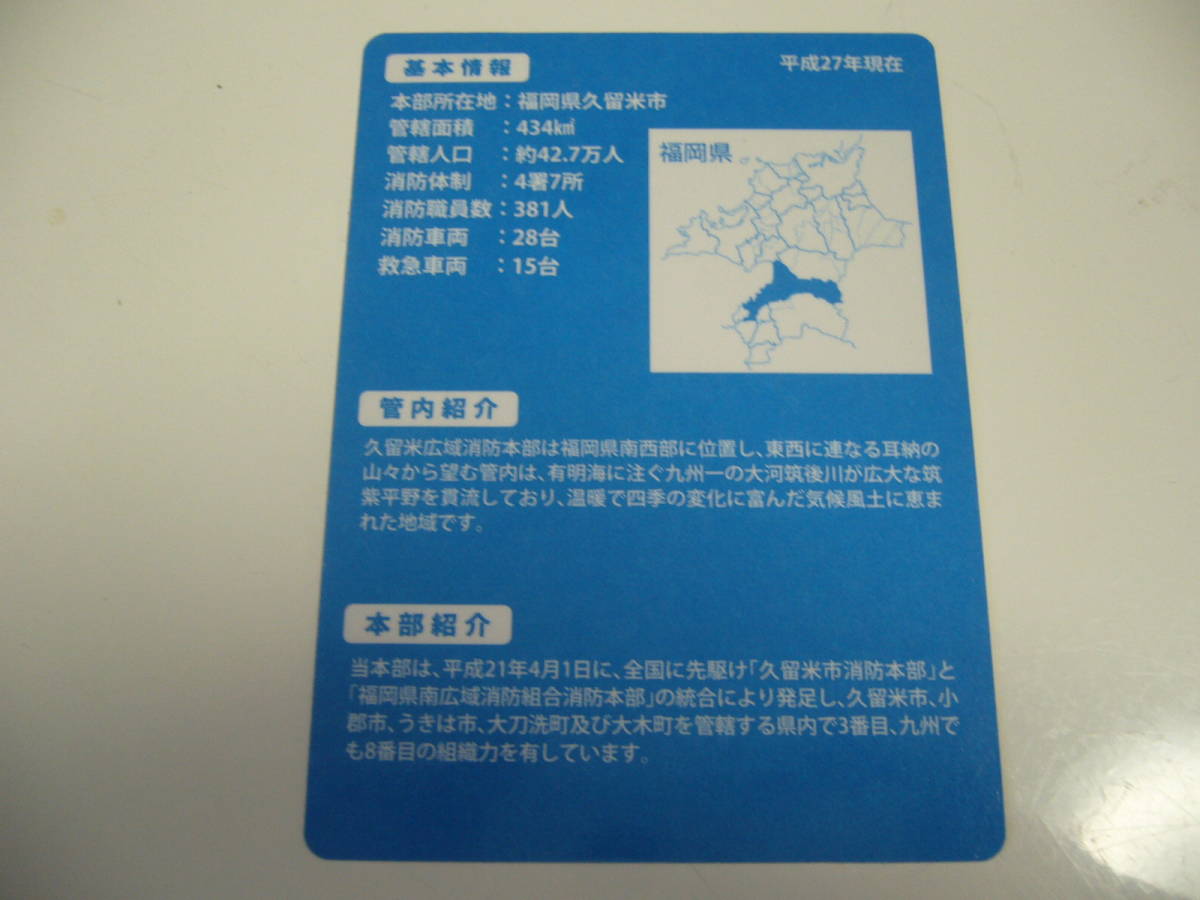 基本情報
平成27年現在
本部所在地：福岡県久留米市
管轄面積　：434k㎡
管轄人口　：約42.7万人
消防体制　：4署7所
消防職員数：381人
消防車両　：28台
救急車両　：15台
福岡県
管内紹介
久留米広域消防本部は福岡県南西部に位置し、東西に連なる耳納の
山々から望む管内は、有明海に注ぐ九州一の大河筑後川が広大な筑
紫平野を貫流しており、温暖で四季の変化に富んだ気候風土に恵ま
れた地域です。
本部紹介
当本部は、平成21年4月1日に、全国に先駆け「久留米市消防本部」と
「福岡県南広域消防組合消防本部」の統合により発足し、久留米市、小
郡市、うきは市、大刀洗町及び大木町を管轄する県内で3番目、九州で
も8番目の組織力を有しています。